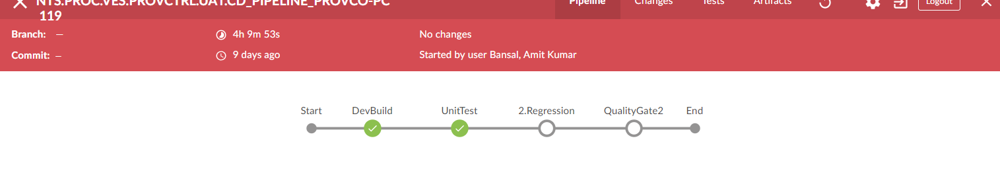 NTS.PROC.VES.PROVCTRL.UAT.CD_PIPELINE_PROVCO-PC
119
Pipeline Changes Tests Artifacts Logout
Branch: —
4h 9m 53s
No changes
Commit: —
9 days ago
Started by user Bansal, Amit Kumar
Start DevBuild UnitTest 2.Regression QualityGate2 End